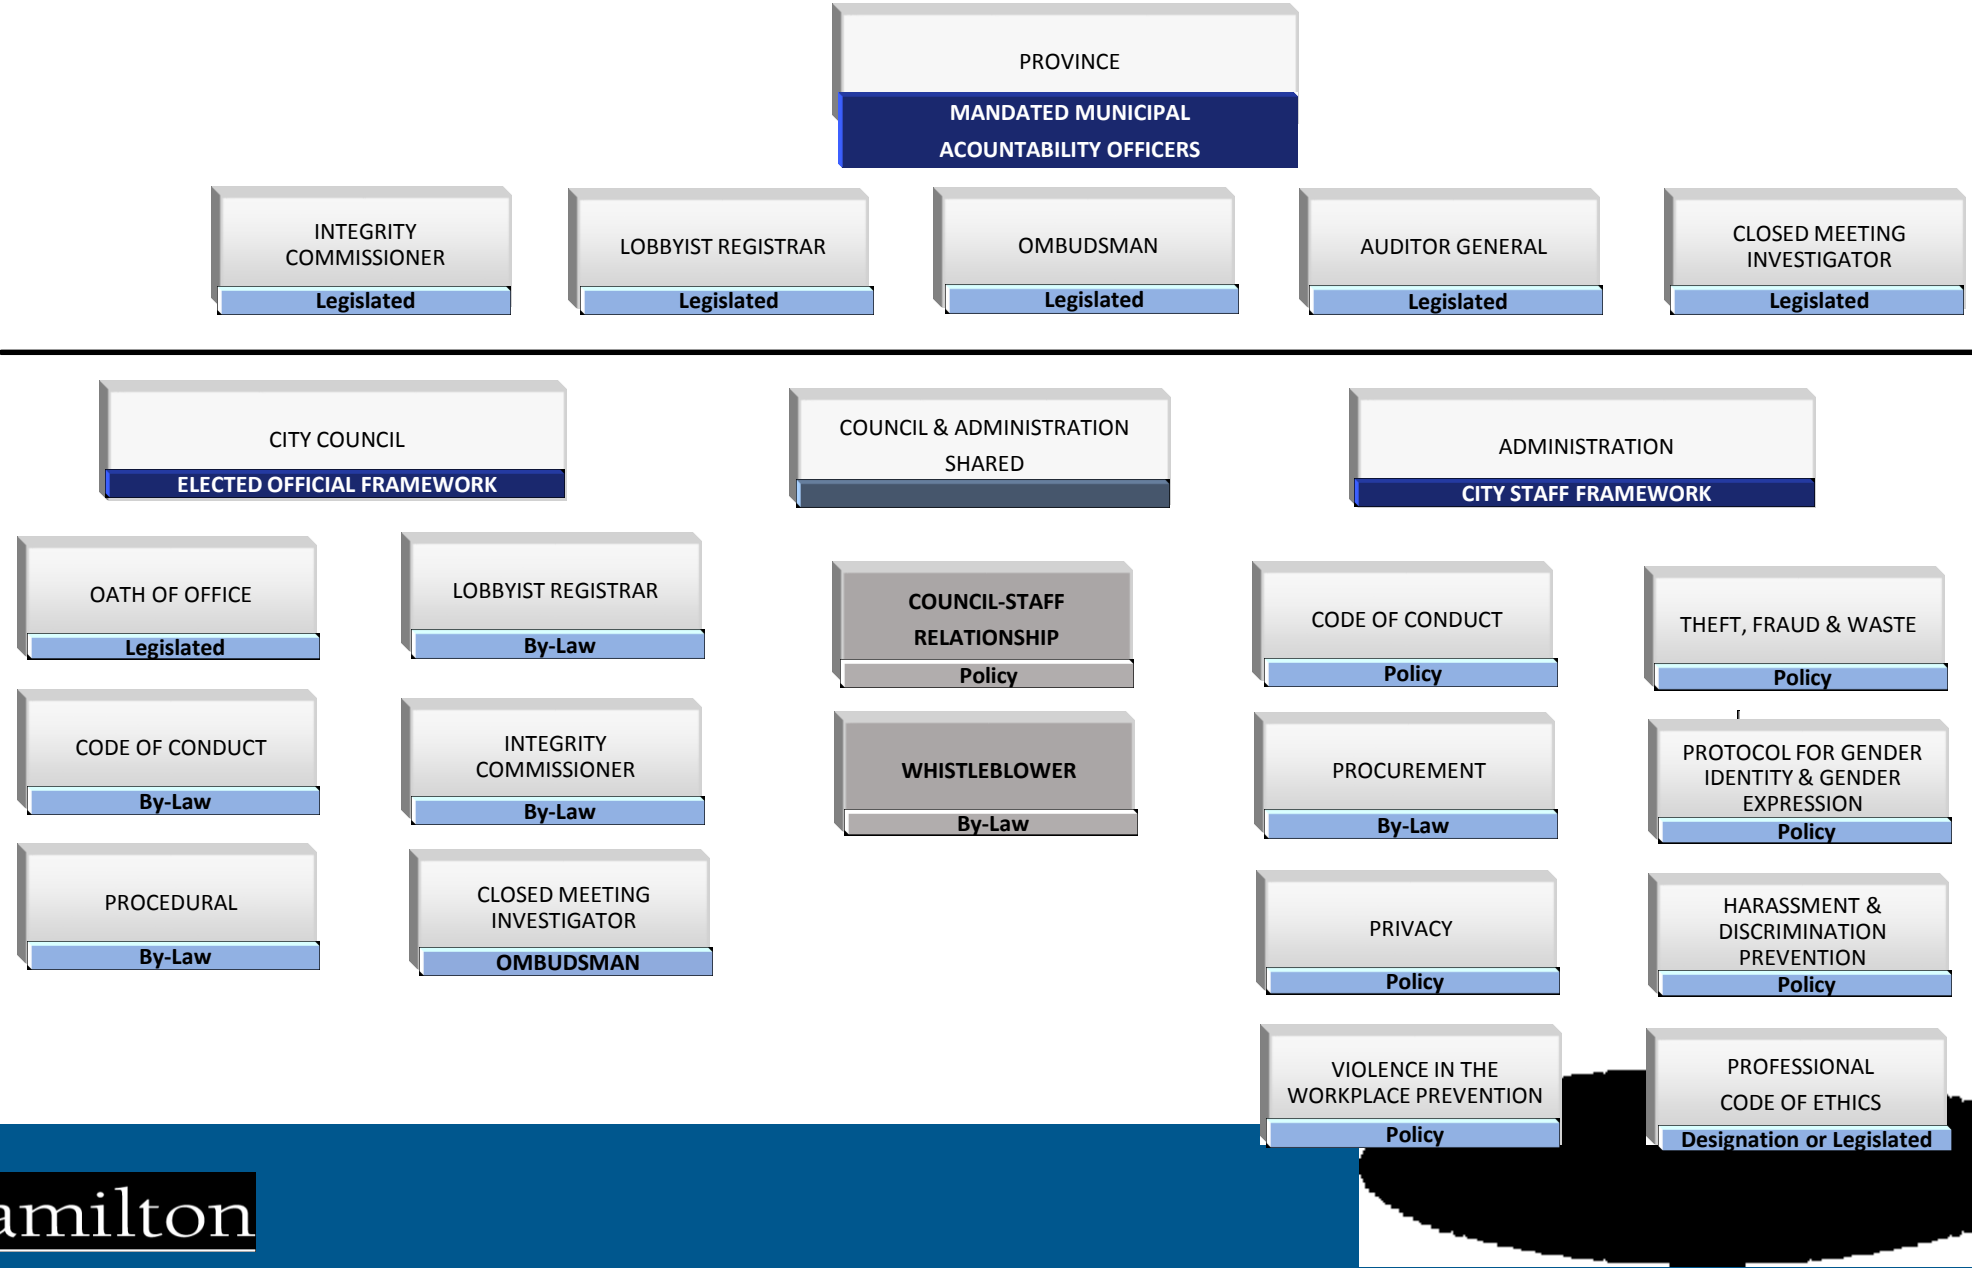 PROVINCE
MANDATED MUNICIPAL
ACOUNTABILITY OFFICERS
INTEGRITY
COMMISSIONER
Legislated
LOBBYIST REGISTRAR
Legislated
OMBUDSMAN
Legislated
AUDITOR GENERAL
Legislated
CLOSED MEETING
INVESTIGATOR
Legislated
CITY COUNCIL
ELECTED OFFICIAL FRAMEWORK
OATH OF OFFICE
Legislated
LOBBYIST REGISTRAR
By-Law
CODE OF CONDUCT
By-Law
INTEGRITY
COMMISSIONER
By-Law
PROCEDURAL
By-Law
CLOSED MEETING
INVESTIGATOR
OMBUDSMAN
COUNCIL & ADMINISTRATION
SHARED
COUNCIL-STAFF
RELATIONSHIP
Policy
WHISTLEBLOWER
By-Law
ADMINISTRATION
CITY STAFF FRAMEWORK
CODE OF CONDUCT
Policy
THEFT, FRAUD & WASTE
Policy
PROCUREMENT
By-Law
PROTOCOL FOR GENDER
IDENTITY & GENDER
EXPRESSION
Policy
PRIVACY
Policy
HARASSMENT &
DISCRIMINATION
PREVENTION
Policy
VIOLENCE IN THE
WORKPLACE PREVENTION
Policy
PROFESSIONAL
CODE OF ETHICS
Designation or Legislated
amilton